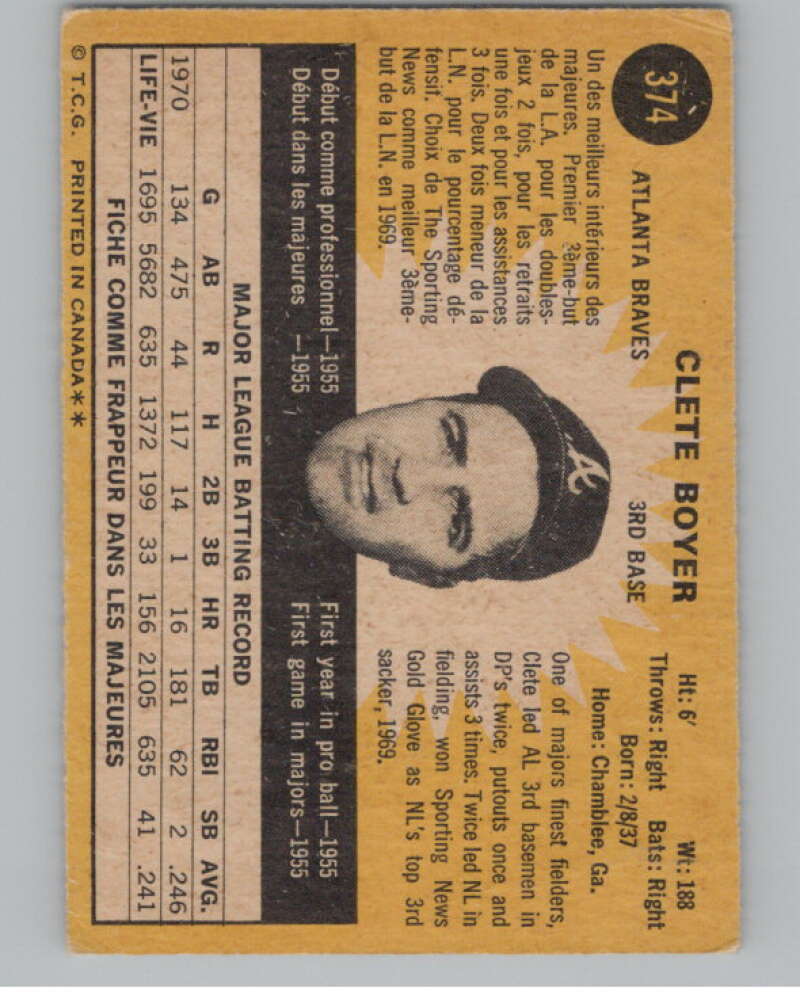 374
CLETE BOYER
ATLANTA BRAVES 3RD BASE
Ht: 6' Wt: 188
Throws: Right Bats: Right
Born: 2/8/37
Home: Chamblee, Ga.
Un des meilleurs intérieurs des
majeures. Premier 3ème-but
de la L.A. pour les doubles-
jeux 2 fois, pour les retraits
une fois et pour les assistances
3 fois. Deux fois meneur de la
L.N. pour le pourcentage dé-
fensif. Choix de The Sporting
News comme meilleur 3ème-
but de la L.N. en 1969.
A
One of majors finest fielders,
Clete led AL 3rd basemen in
DP's twice, putouts once and
assists 3 times. Twice led NL in
fielding, won Sporting News
Gold Glove as NL's top 3rd
sacker, 1969.
Début comme professionnel—1955
Début dans les majeures —1955
First year in pro ball—1955
First game in majors—1955
MAJOR LEAGUE BATTING RECORD
G AB R H 2B 3B HR TB RBI SB AVG.
1970 134 475 44 117 14 1 16 181 62 2 .246
LIFE-VIE 1695 5682 635 1372 199 33 156 2105 635 41 .241
FICHE COMME FRAPPEUR DANS LES MAJEURES
© T.C.G. PRINTED IN CANADA**